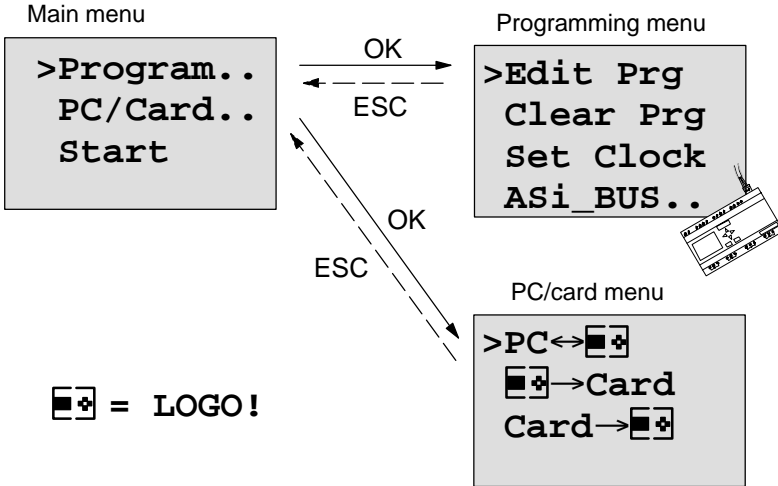 Main menu
>Program..
PC/Card..
Start
OK
ESC
Programming menu
>Edit Prg
Clear Prg
Set Clock
ASi_BUS..
OK
ESC
PC/card menu
>PC↔
→Card
Card→
= LOGO!